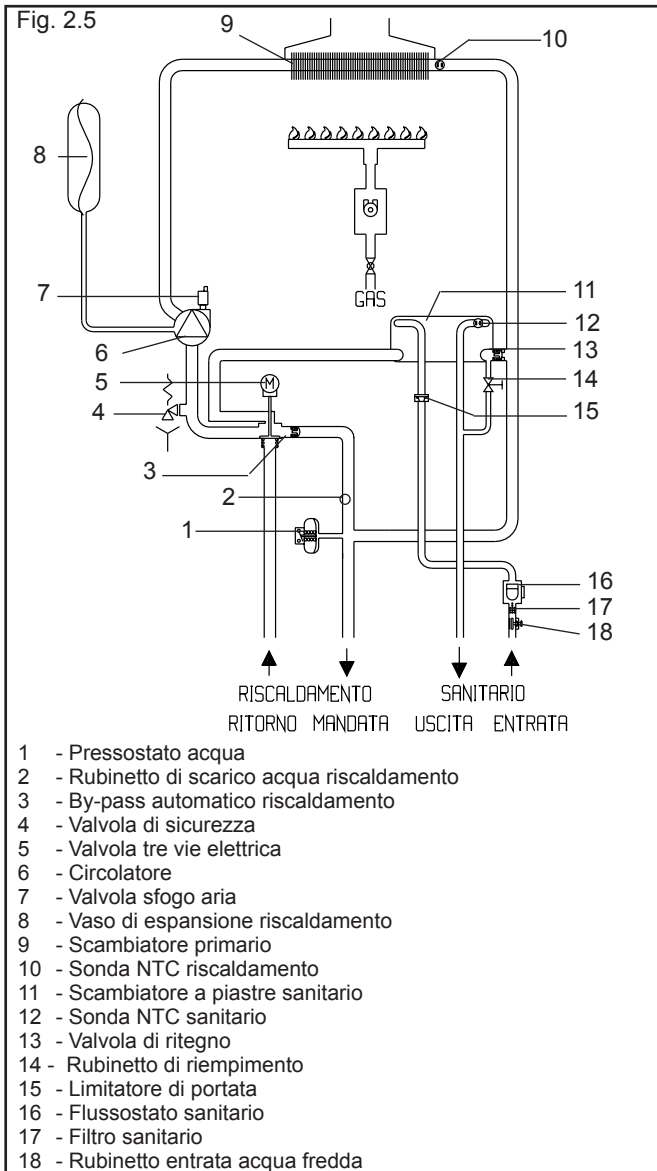 Fig. 2.5
9
10
8
7
6
GAS
11
12
13
14
15
5
4
3
2
1
16
17
18
RISCALDAMENTO SANITARIO
RITORNO MANDATA USCITA ENTRATA
1 - Pressostato acqua
2 - Rubinetto di scarico acqua riscaldamento
3 - By-pass automatico riscaldamento
4 - Valvola di sicurezza
5 - Valvola tre vie elettrica
6 - Circolatore
7 - Valvola sfogo aria
8 - Vaso di espansione riscaldamento
9 - Scambiatore primario
10 - Sonda NTC riscaldamento
11 - Scambiatore a piastre sanitario
12 - Sonda NTC sanitario
13 - Valvola di ritegno
14 - Rubinetto di riempimento
15 - Limitatore di portata
16 - Flussostato sanitario
17 - Filtro sanitario
18 - Rubinetto entrata acqua fredda
M